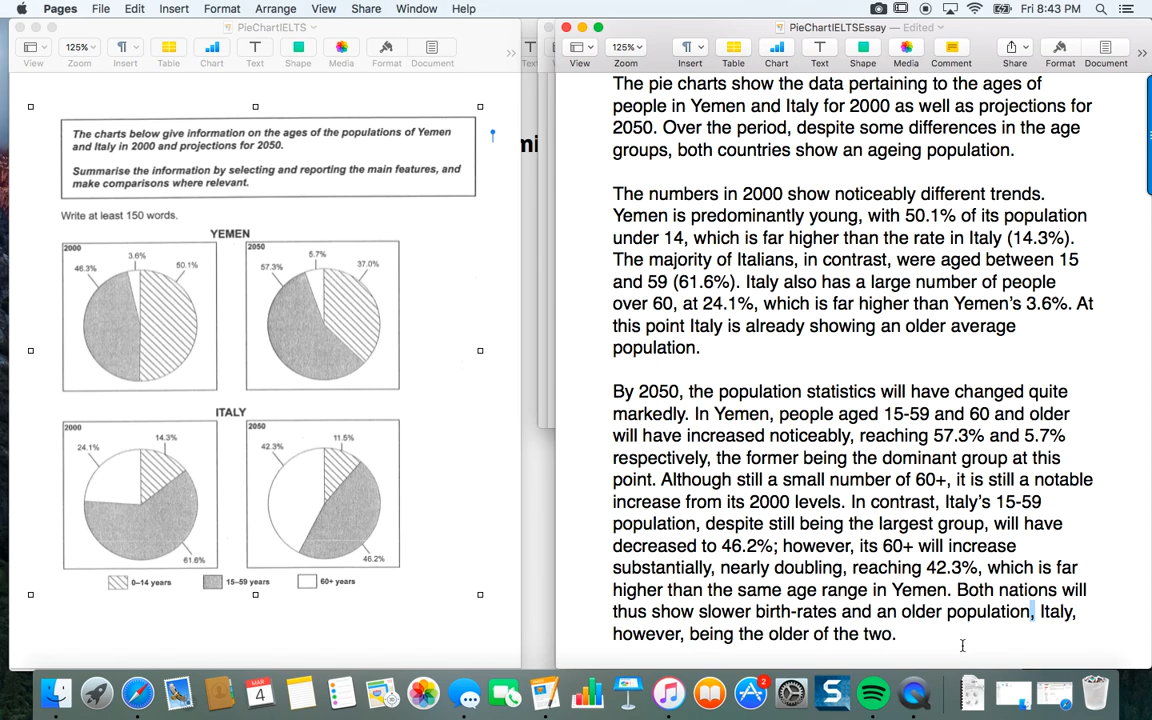 Pages File Edit Insert Format Arrange View Share Window Help Fri 8:43 PM
PieChartIELTS
125%
View Zoom Insert Table Chart Text Shape Media Format Document
The charts below give information on the ages of the populations of Yemen
and Italy in 2000 and projections for 2050.
Summarise the information by selecting and reporting the main features, and
make comparisons where relevant.
Write at least 150 words.
YEMEN
2000
3.6%
46.3%
50.1%
2050
5.7%
57.3%
37.0%
ITALY
2000
14.3%
24.1%
61.6%
2050
11.5%
42.3%
46.2%
0–14 years 15–59 years 60+ years
PieChartIELTSEssay — Edited
125%
View Zoom Insert Table Chart Text Shape Media Comment Share Format Document
The pie charts show the data pertaining to the ages of
people in Yemen and Italy for 2000 as well as projections for
2050. Over the period, despite some differences in the age
groups, both countries show an ageing population.
The numbers in 2000 show noticeably different trends.
Yemen is predominantly young, with 50.1% of its population
under 14, which is far higher than the rate in Italy (14.3%).
The majority of Italians, in contrast, were aged between 15
and 59 (61.6%). Italy also has a large number of people
over 60, at 24.1%, which is far higher than Yemen's 3.6%. At
this point Italy is already showing an older average
population.
By 2050, the population statistics will have changed quite
markedly. In Yemen, people aged 15-59 and 60 and older
will have increased noticeably, reaching 57.3% and 5.7%
respectively, the former being the dominant group at this
point. Although still a small number of 60+, it is still a notable
increase from its 2000 levels. In contrast, Italy's 15-59
population, despite still being the largest group, will have
decreased to 46.2%; however, its 60+ will increase
substantially, nearly doubling, reaching 42.3%, which is far
higher than the same age range in Yemen. Both nations will
thus show slower birth-rates and an older population, Italy,
however, being the older of the two.
MAR
4
2